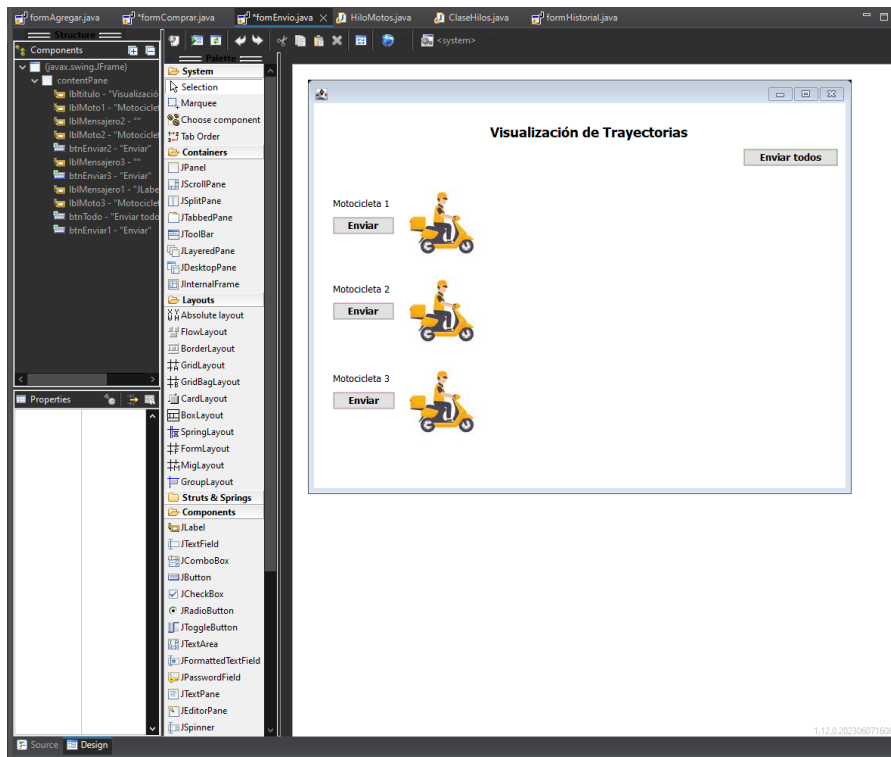 formAgregar.java
*formComprar.java
*fomEnvio.java
HiloMotos.java
ClaseHilos.java
formHistorial.java
Structure
Components
(javax.swing.JFrame)
contentPane
lbltitulo - "Visualizació
lblMoto1 - "Motociclet
lblMensajero2 - ""
lblMoto2 - "Motociclet
btnEnviar2 - "Enviar"
lblMensajero3 - ""
btnEnviar3 - "Enviar"
lblMensajero1 - "JLabe
lblMoto3 - "Motociclet
btnTodo - "Enviar todo
btnEnviar1 - "Enviar"
Properties
Palette
System
Selection
Marquee
Choose component
Tab Order
Containers
JPanel
JScrollPane
JSplitPane
JTabbedPane
JToolBar
JLayeredPane
JDesktopPane
JInternalFrame
Layouts
Absolute layout
FlowLayout
BorderLayout
GridLayout
GridBagLayout
CardLayout
BoxLayout
SpringLayout
FormLayout
MigLayout
GroupLayout
Struts & Springs
Components
JLabel
JTextField
JComboBox
JButton
JCheckBox
JRadioButton
JToggleButton
JTextArea
JFormattedTextField
JPasswordField
JTextPane
JEditorPane
JSpinner
<system>
Visualización de Trayectorias
Enviar todos
Motocicleta 1
Enviar
Motocicleta 2
Enviar
Motocicleta 3
Enviar
1.12.0.202306071600
Source
Design